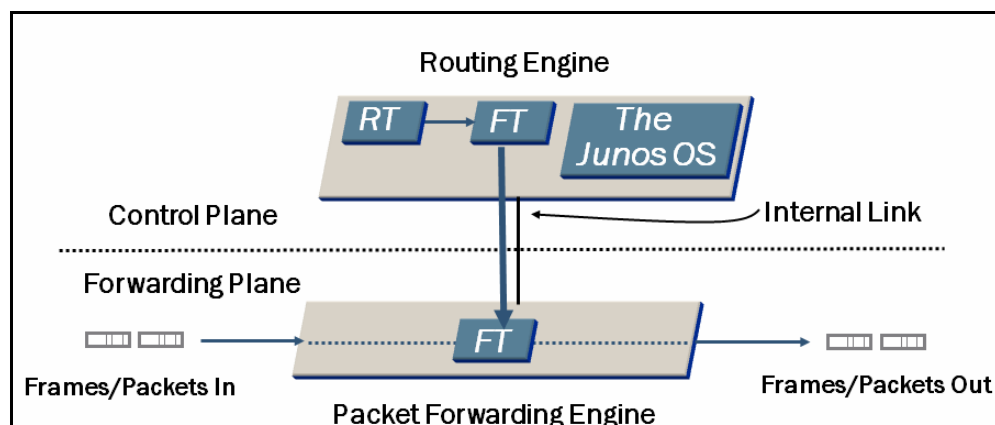 Routing Engine
RT
FT
The
Junos OS
Control Plane
Internal Link
Forwarding Plane
FT
Frames/Packets In
Frames/Packets Out
Packet Forwarding Engine